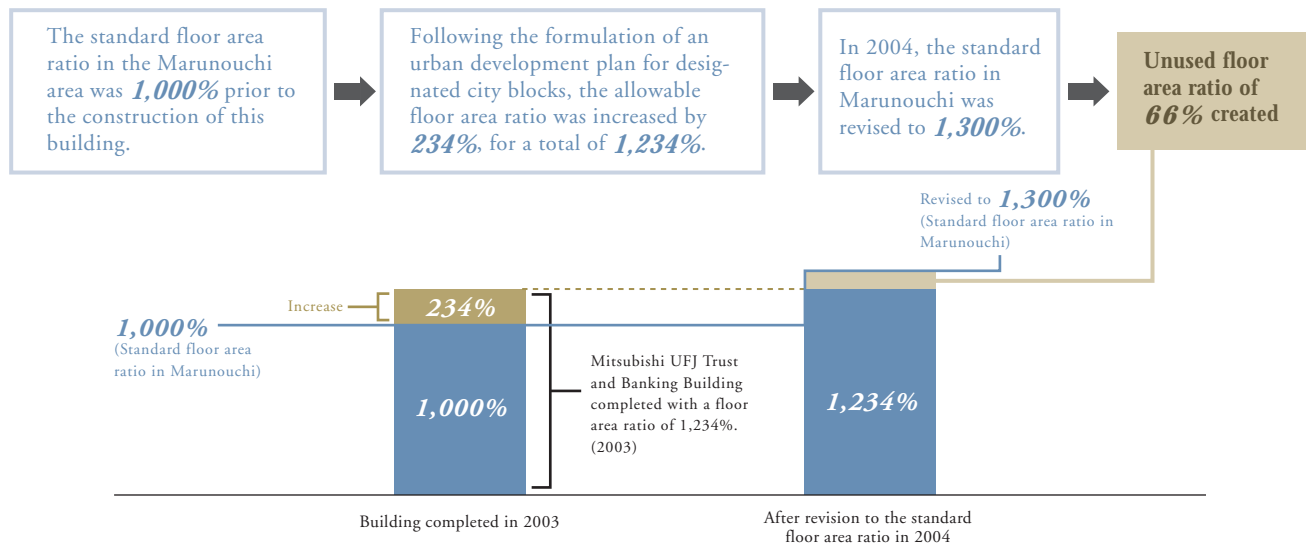 The standard floor area
ratio in the Marunouchi
area was 1,000% prior to
the construction of this
building.
Following the formulation of an
urban development plan for desig-
nated city blocks, the allowable
floor area ratio was increased by
234%, for a total of 1,234%.
In 2004, the standard
floor area ratio in
Marunouchi was
revised to 1,300%.
Unused floor
area ratio of
66% created
Revised to 1,300%
(Standard floor area ratio in
Marunouchi)
Increase
234%
1,000%
(Standard floor area
ratio in Marunouchi)
1,000%
Mitsubishi UFJ Trust
and Banking Building
completed with a floor
area ratio of 1,234%.
(2003)
1,234%
Building completed in 2003
After revision to the standard
floor area ratio in 2004